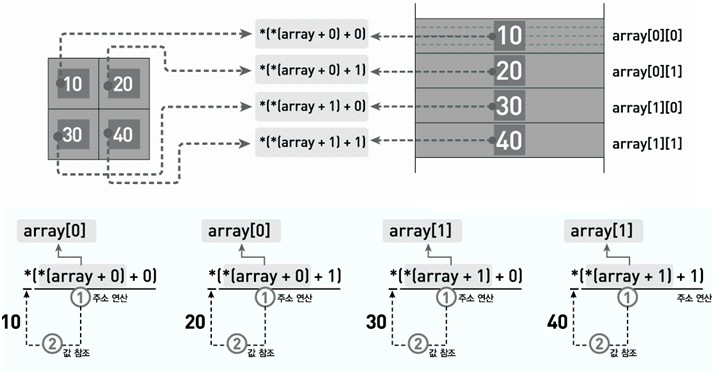 *(*(array + 0) + 0)
10
array[0][0]
10
20
*(*(array + 0) + 1)
20
array[0][1]
*(*(array + 1) + 0)
30
array[1][0]
30
40
*(*(array + 1) + 1)
40
array[1][1]
array[0]
array[0]
array[1]
array[1]
*(*(array + 0) + 0)
*(*(array + 0) + 1)
*(*(array + 1) + 0)
*(*(array + 1) + 1)
1 주소 연산
1 주소 연산
1 주소 연산
1 주소 연산
10
20
30
40
2 값 참조
2 값 참조
2 값 참조
2 값 참조